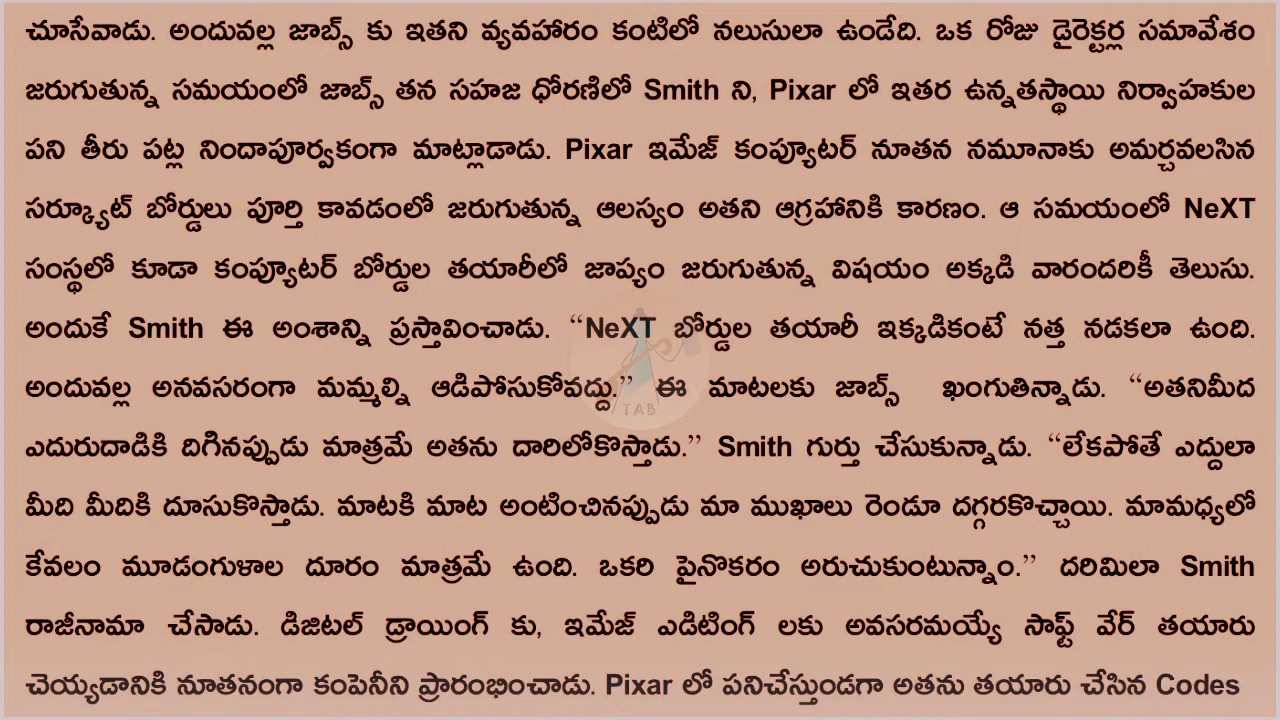 చూసేవాడు. అందువల్ల జాబ్స్ కు ఇతని వ్యవహారం కంటిలో నలుసులా ఉండేది. ఒక రోజు డైరెక్టర్ల సమావేశం
జరుగుతున్న సమయంలో జాబ్స్ తన సహజ ధోరణిలో Smith ని, Pixar లో ఇతర ఉన్నతస్థాయి నిర్వాహకుల
పని తీరు పట్ల నిందాపూర్వకంగా మాట్లాడాడు. Pixar ఇమేజ్ కంప్యూటర్ నూతన నమూనాకు అమర్చవలసిన
సర్క్యూట్ బోర్డులు పూర్తి కావడంలో జరుగుతున్న ఆలస్యం అతని ఆగ్రహానికి కారణం. ఆ సమయంలో NeXT
సంస్థలో కూడా కంప్యూటర్ బోర్డుల తయారీలో జాప్యం జరుగుతున్న విషయం అక్కడి వారందరికీ తెలుసు.
అందుకే Smith ఈ అంశాన్ని ప్రస్తావించాడు. “NeXT బోర్డుల తయారీ ఇక్కడికంటే నత్త నడకలా ఉంది.
అందువల్ల అనవసరంగా మమ్మల్ని ఆడిపోసుకోవద్దు.” ఈ మాటలకు జాబ్స్ ఖంగుతిన్నాడు. “అతనిమీద
ఎదురుదాడికి దిగినప్పుడు మాత్రమే అతను దారిలోకొస్తాడు.” Smith గుర్తు చేసుకున్నాడు. “లేకపోతే ఎద్దులా
మీది మీదికి దూసుకొస్తాడు. మాటకి మాట అంటించినప్పుడు మా ముఖాలు రెండూ దగ్గరకొచ్చాయి. మామధ్యలో
కేవలం మూడంగుళాల దూరం మాత్రమే ఉంది. ఒకరి పైనొకరం అరుచుకుంటున్నాం.” దరిమిలా Smith
రాజీనామా చేసాడు. డిజిటల్ డ్రాయింగ్ కు, ఇమేజ్ ఎడిటింగ్ లకు అవసరమయ్యే సాఫ్ట్ వేర్ తయారు
చెయ్యడానికి నూతనంగా కంపెనీని ప్రారంభించాడు. Pixar లో పనిచేస్తుండగా అతను తయారు చేసిన Codes
TAB